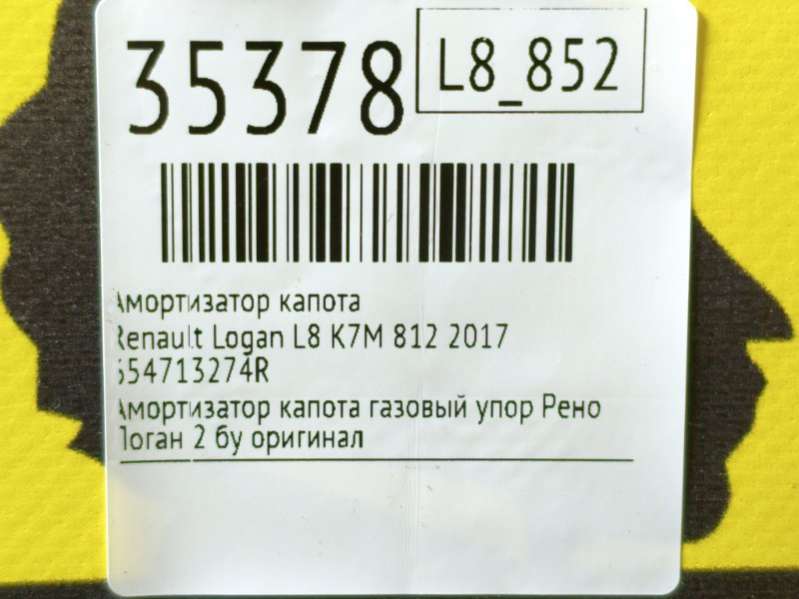 35378
L8_852
Амортизатор капота
Renault Logan L8 K7M 812 2017
654713274R
Амортизатор капота газовый упор Рено
Логан 2 бу оригинал